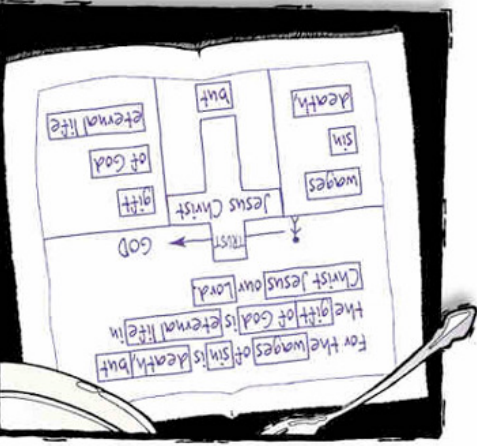 For the wages of sin is death, but
the gift of God is eternal life in
Christ Jesus our Lord.
TRUST
GOD
Jesus Christ
wages
sin
death,
but
gift
of God
eternal life